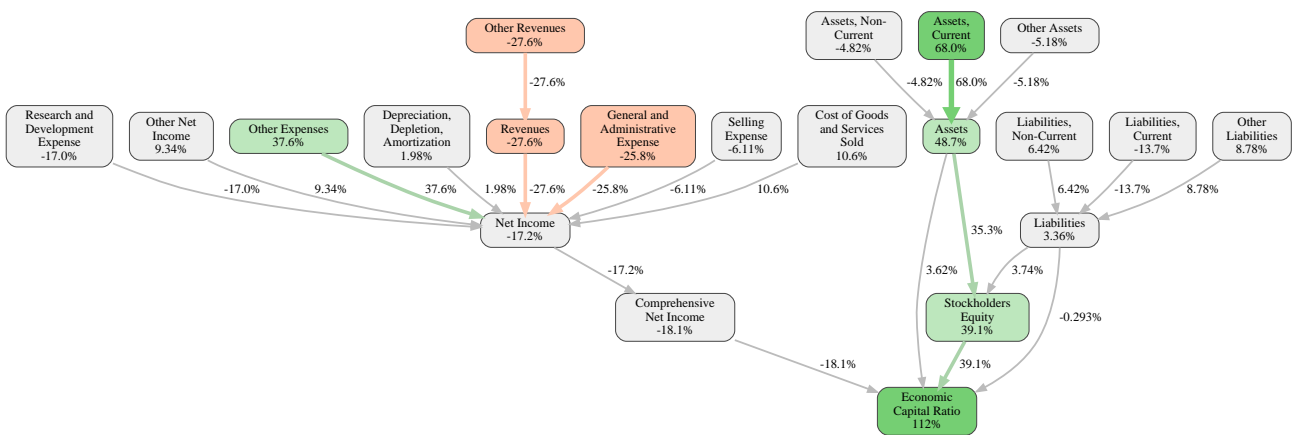 Other Revenues
-27.6%
Assets, Non-
Current
-4.82%
Assets,
Current
68.0%
Other Assets
-5.18%
-27.6%
-4.82%
68.0%
-5.18%
Research and
Development
Expense
-17.0%
Other Net
Income
9.34%
Other Expenses
37.6%
Depreciation,
Depletion,
Amortization
1.98%
Revenues
-27.6%
General and
Administrative
Expense
-25.8%
Selling
Expense
-6.11%
Cost of Goods
and Services
Sold
10.6%
Assets
48.7%
Liabilities,
Non-Current
6.42%
Liabilities,
Current
-13.7%
Other
Liabilities
8.78%
-17.0%
9.34%
37.6%
1.98%
-27.6%
-25.8%
-6.11%
10.6%
6.42%
-13.7%
8.78%
Net Income
-17.2%
35.3%
Liabilities
3.36%
-17.2%
3.62%
3.74%
Comprehensive
Net Income
-18.1%
Stockholders
Equity
39.1%
-0.293%
-18.1%
39.1%
Economic
Capital Ratio
112%